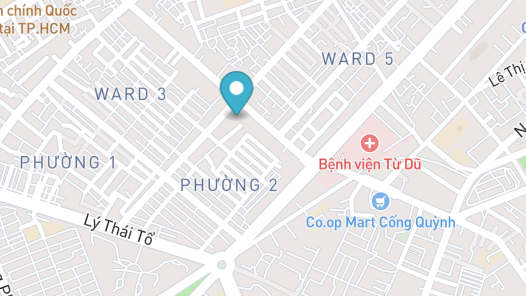 n chính Quốc
tại TP.HCM
WARD 5
Lê Thị
WARD 3
PHƯỜNG 1
Bệnh viện Từ Dũ
PHƯỜNG 2
Lý Thái Tổ
Co.op Mart Cống Quỳnh